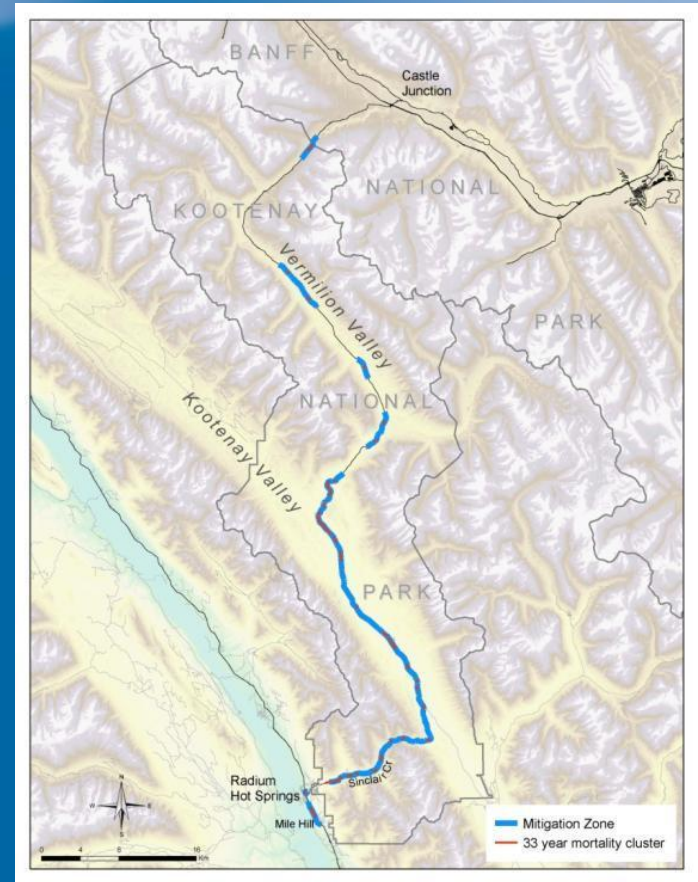 BANFF
Castle
Junction
NATIONAL
KOOTENAY
Vermilion Valley
PARK
NATIONAL
Kootenay Valley
PARK
Radium
Hot Springs
Sinclair Cr
Mile Hill
N
W E
S
0 4 8 16
Km
Mitigation Zone
33 year mortality cluster